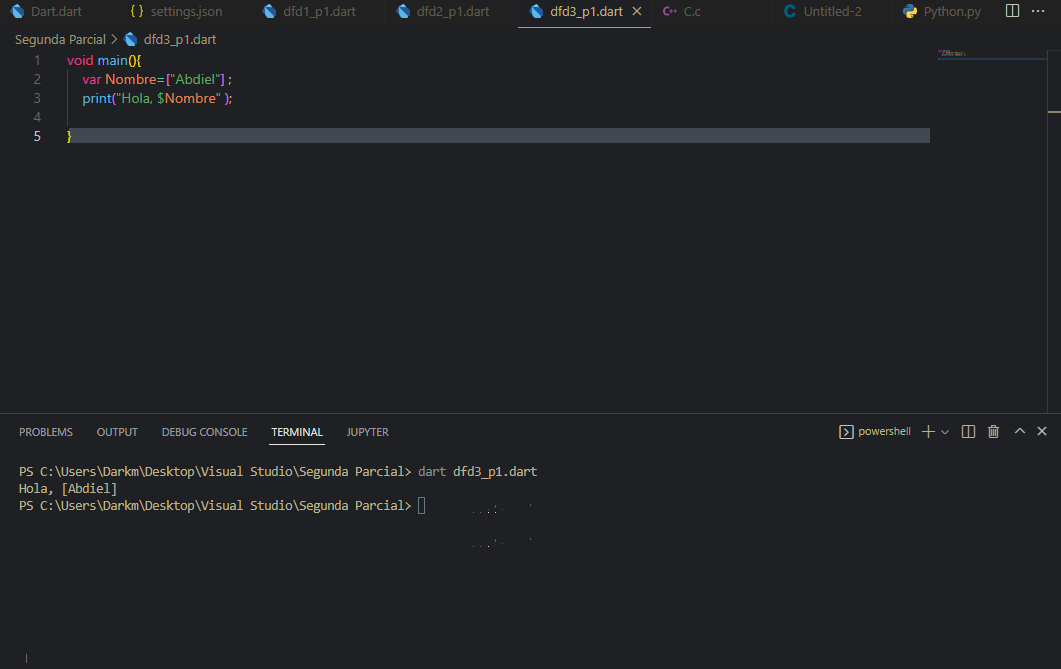 Dart.dart {} settings.json dfd1_p1.dart dfd2_p1.dart dfd3_p1.dart C++ C.c C Untitled-2 Python.py
Segunda Parcial > dfd3_p1.dart
1 void main(){
2 var Nombre=["Abdiel"] ;
3 print("Hola, $Nombre" );
4
5 }
PROBLEMS OUTPUT DEBUG CONSOLE TERMINAL JUPYTER powershell
PS C:\Users\Darkm\Desktop\Visual Studio\Segunda Parcial> dart dfd3_p1.dart
Hola, [Abdiel]
PS C:\Users\Darkm\Desktop\Visual Studio\Segunda Parcial>